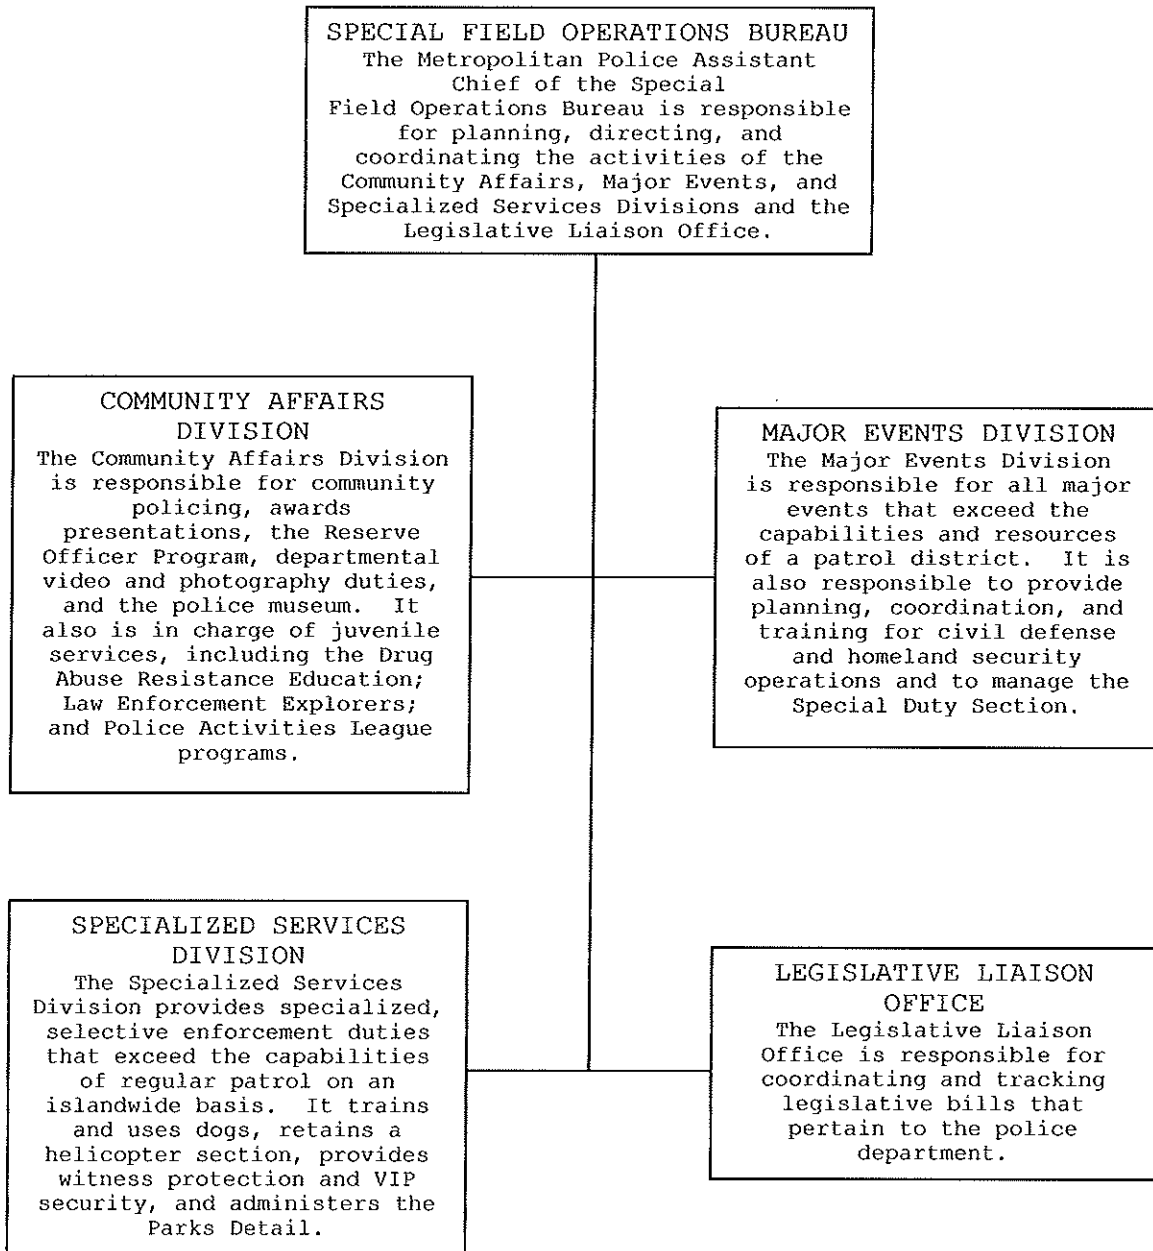 SPECIAL FIELD OPERATIONS BUREAU
The Metropolitan Police Assistant
Chief of the Special
Field Operations Bureau is responsible
for planning, directing, and
coordinating the activities of the
Community Affairs, Major Events, and
Specialized Services Divisions and the
Legislative Liaison Office.
COMMUNITY AFFAIRS
DIVISION
The Community Affairs Division
is responsible for community
policing, awards
presentations, the Reserve
Officer Program, departmental
video and photography duties,
and the police museum. It
also is in charge of juvenile
services, including the Drug
Abuse Resistance Education;
Law Enforcement Explorers;
and Police Activities League
programs.
MAJOR EVENTS DIVISION
The Major Events Division
is responsible for all major
events that exceed the
capabilities and resources
of a patrol district. It is
also responsible to provide
planning, coordination, and
training for civil defense
and homeland security
operations and to manage the
Special Duty Section.
SPECIALIZED SERVICES
DIVISION
The Specialized Services
Division provides specialized,
selective enforcement duties
that exceed the capabilities
of regular patrol on an
islandwide basis. It trains
and uses dogs, retains a
helicopter section, provides
witness protection and VIP
security, and administers the
Parks Detail.
LEGISLATIVE LIAISON
OFFICE
The Legislative Liaison
Office is responsible for
coordinating and tracking
legislative bills that
pertain to the police
department.